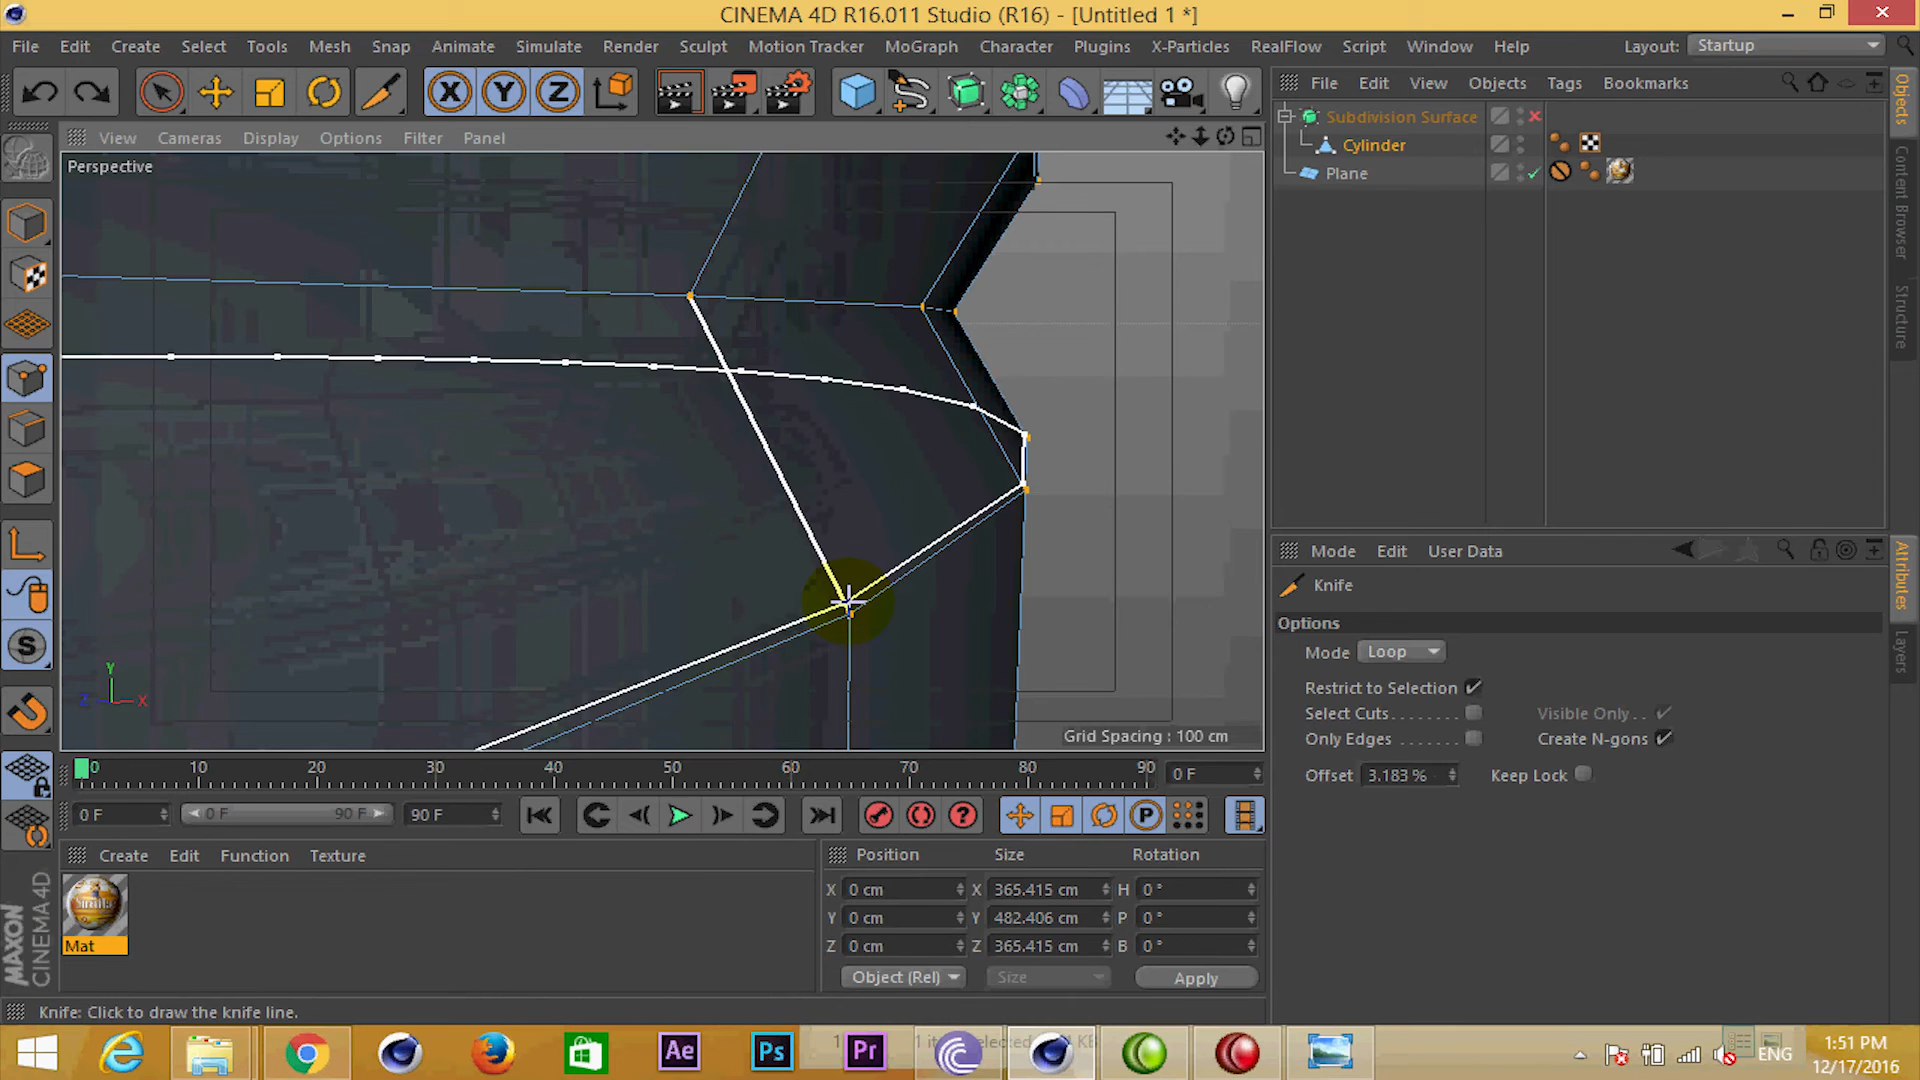 CINEMA 4D R16.011 Studio (R16) - [Untitled 1 *]
File Edit Create Select Tools Mesh Snap Animate Simulate Render Sculpt Motion Tracker MoGraph Character Plugins X-Particles RealFlow Script Window Help Layout: Startup
X Y Z
File Edit View Objects Tags Bookmarks
View Cameras Display Options Filter Panel
Perspective
Subdivision Surface
Cylinder
Plane
Objects
Content Browser
Structure
Mode Edit User Data
Knife
Options
Mode Loop
Restrict to Selection
Select Cuts Visible Only
Only Edges Create N-gons
Offset 3.183 % Keep Lock
Attributes
Layers
S
Y
Z X
Grid Spacing : 100 cm
0 10 20 30 40 50 60 70 80 90 0 F
0 F 0 F 90 F 90 F
P
Create Edit Function Texture
Mat
Position Size Rotation
X 0 cm X 365.415 cm H 0 °
Y 0 cm Y 482.406 cm P 0 °
Z 0 cm Z 365.415 cm B 0 °
Object (Rel) Size Apply
MAXON
CINEMA 4D
Knife: Click to draw the knife line.
Ae Ps Pr
ENG
1:51 PM
12/17/2016